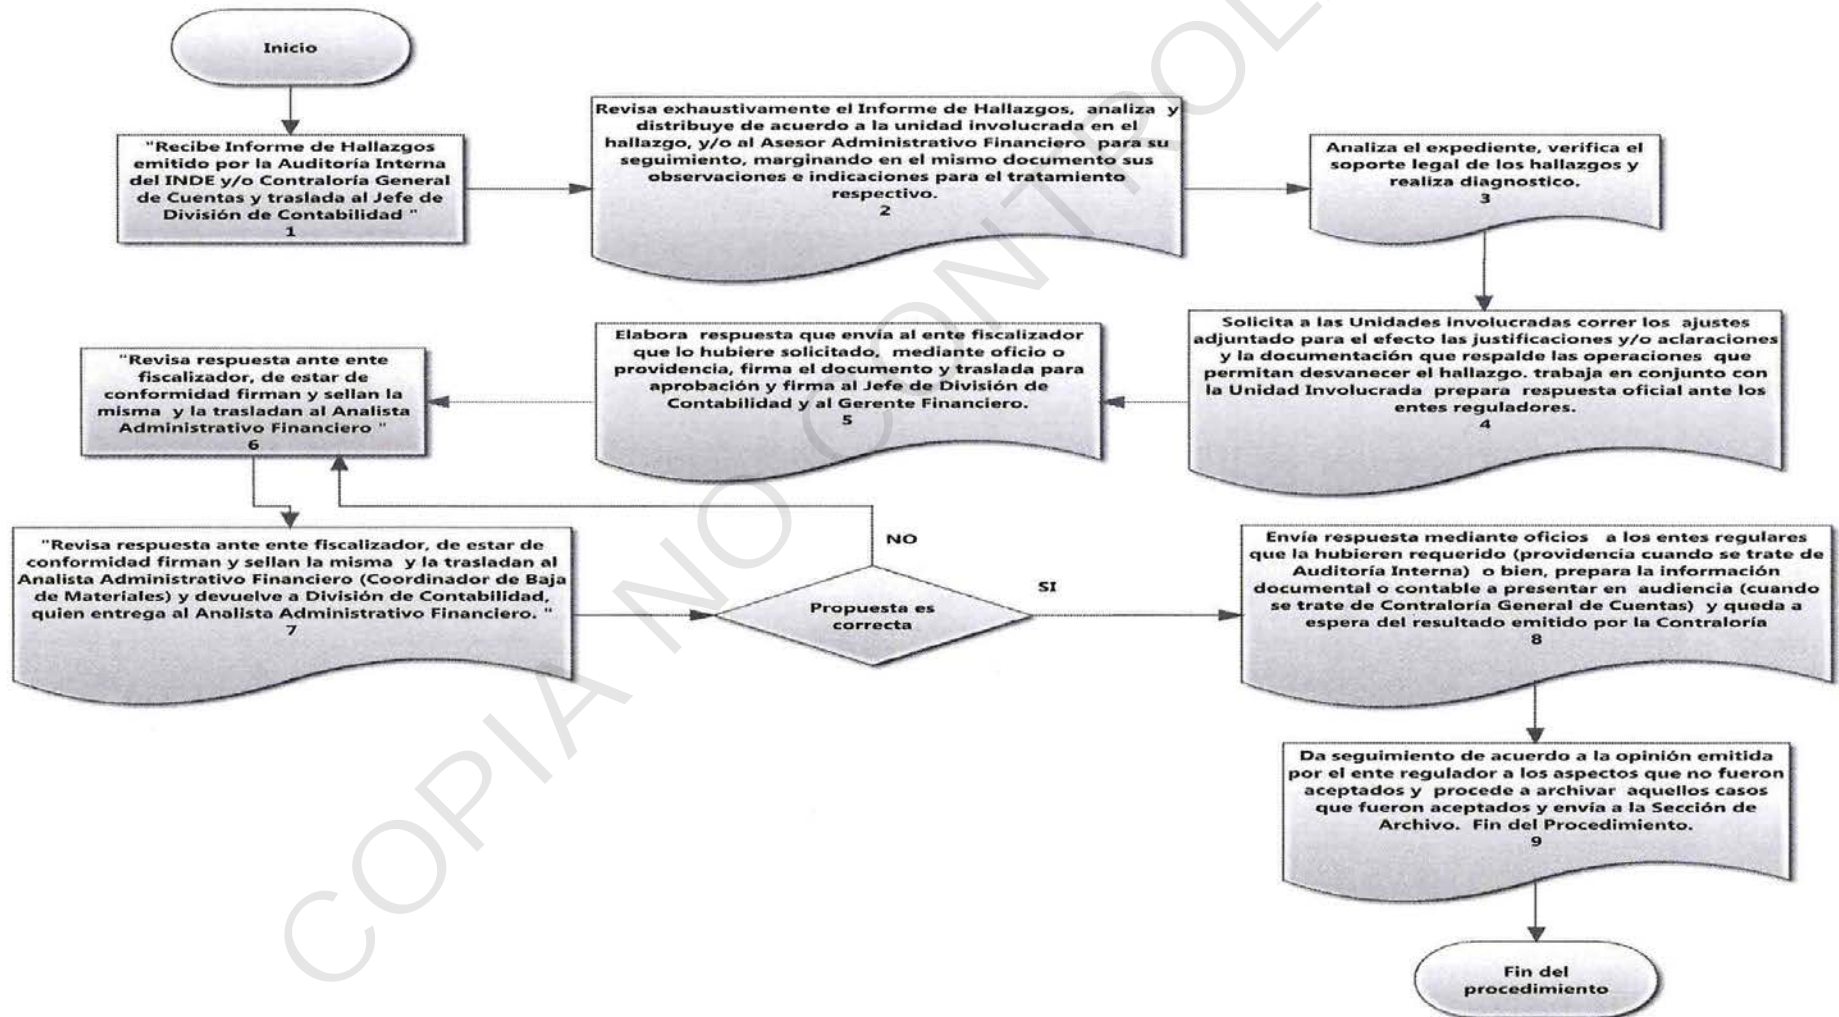 Inicio
"Recibe Informe de Hallazgos
emitido por la Auditoría Interna
del INDE y/o Contraloría General
de Cuentas y traslada al Jefe de
División de Contabilidad "
1
Revisa exhaustivamente el Informe de Hallazgos, analiza y
distribuye de acuerdo a la unidad involucrada en el
hallazgo, y/o al Asesor Administrativo Financiero para su
seguimiento, marginando en el mismo documento sus
observaciones e indicaciones para el tratamiento
respectivo.
2
Analiza el expediente, verifica el
soporte legal de los hallazgos y
realiza diagnostico.
3
Solicita a las Unidades involucradas correr los ajustes
adjuntado para el efecto las justificaciones y/o aclaraciones
y la documentación que respalde las operaciones que
permitan desvanecer el hallazgo. trabaja en conjunto con
la Unidad Involucrada prepara respuesta oficial ante los
entes reguladores.
4
Elabora respuesta que envía al ente fiscalizador
que lo hubiere solicitado, mediante oficio o
providencia, firma el documento y traslada para
aprobación y firma al Jefe de División de
Contabilidad y al Gerente Financiero.
5
"Revisa respuesta ante ente
fiscalizador, de estar de
conformidad firman y sellan la
misma y la trasladan al Analista
Administrativo Financiero "
6
"Revisa respuesta ante ente fiscalizador, de estar de
conformidad firman y sellan la misma y la trasladan al
Analista Administrativo Financiero (Coordinador de Baja
de Materiales) y devuelve a División de Contabilidad,
quien entrega al Analista Administrativo Financiero. "
7
NO
Propuesta es
correcta
SI
Envía respuesta mediante oficios a los entes regulares
que la hubieren requerido (providencia cuando se trate de
Auditoría Interna) o bien, prepara la información
documental o contable a presentar en audiencia (cuando
se trate de Contraloría General de Cuentas) y queda a
espera del resultado emitido por la Contraloría
8
Da seguimiento de acuerdo a la opinión emitida
por el ente regulador a los aspectos que no fueron
aceptados y procede a archivar aquellos casos
que fueron aceptados y envía a la Sección de
Archivo. Fin del Procedimiento.
9
Fin del
procedimiento
COPIA NO CONTROL